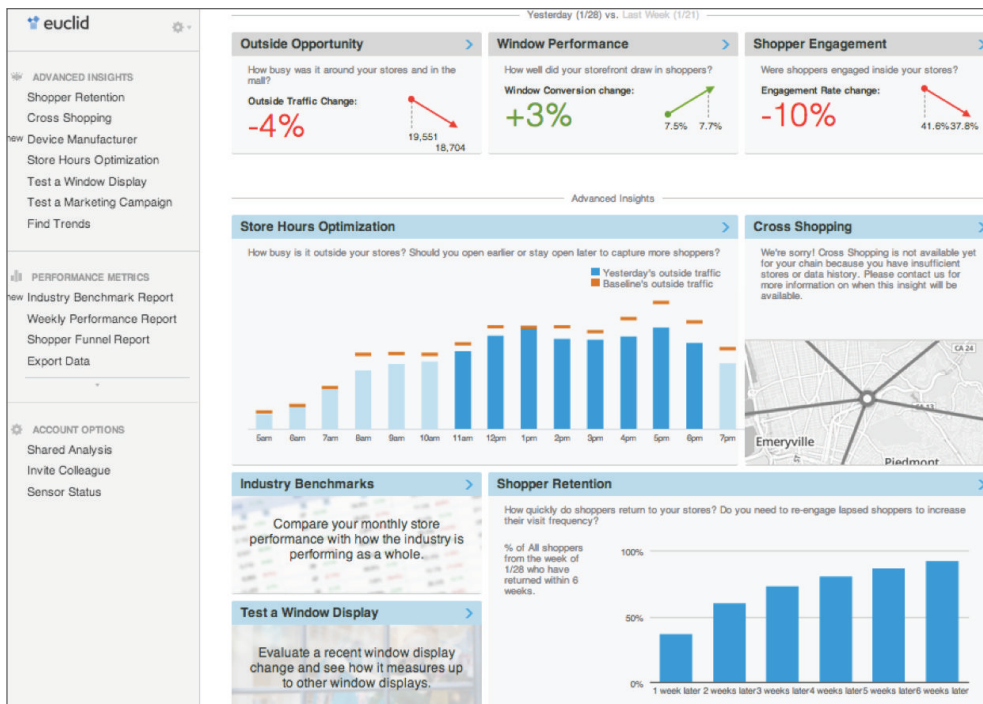 euclid
ADVANCED INSIGHTS
Shopper Retention
Cross Shopping
new Device Manufacturer
Store Hours Optimization
Test a Window Display
Test a Marketing Campaign
Find Trends
PERFORMANCE METRICS
new Industry Benchmark Report
Weekly Performance Report
Shopper Funnel Report
Export Data
ACCOUNT OPTIONS
Shared Analysis
Invite Colleague
Sensor Status
Yesterday (1/28) vs. Last Week (1/21)
Outside Opportunity
How busy was it around your stores and in the
mall?
Outside Traffic Change:
-4%
19,551
18,704
Window Performance
How well did your storefront draw in shoppers?
Window Conversion change:
+3%
7.5% 7.7%
Shopper Engagement
Were shoppers engaged inside your stores?
Engagement Rate change:
-10%
41.6% 37.8%
Advanced Insights
Store Hours Optimization
How busy is it outside your stores? Should you open earlier or stay open later to capture more shoppers?
Yesterday's outside traffic
Baseline's outside traffic
5am 6am 7am 8am 9am 10am 11am 12pm 1pm 2pm 3pm 4pm 5pm 6pm 7pm
Cross Shopping
We're sorry! Cross Shopping is not available yet
for your chain because you have insufficient
stores or data history. Please contact us for
more information on when this insight will be
available.
CA 24
Emeryville
Piedmont
Industry Benchmarks
Compare your monthly store
performance with how the industry is
performing as a whole.
Test a Window Display
Evaluate a recent window display
change and see how it measures up
to other window displays.
Shopper Retention
How quickly do shoppers return to your stores? Do you need to re-engage lapsed shoppers to increase
their visit frequency?
% of All shoppers
from the week of
1/28 who have
returned within 6
weeks.
100%
50%
0%
1 week later 2 weeks later 3 weeks later 4 weeks later 5 weeks later 6 weeks later